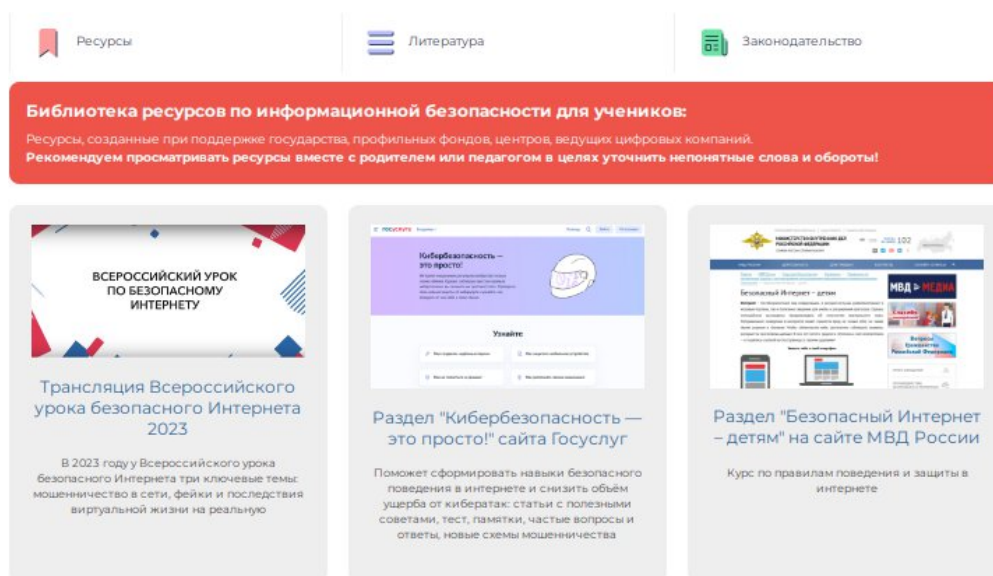 Ресурсы
Литература
Законодательство
Библиотека ресурсов по информационной безопасности для учеников:
Ресурсы, созданные при поддержке государства, профильных фондов, центров, ведущих цифровых компаний.
Рекомендуем просматривать ресурсы вместе с родителем или педагогом в целях уточнить непонятные слова и обороты!
ВСЕРОССИЙСКИЙ УРОК
ПО БЕЗОПАСНОМУ
ИНТЕРНЕТУ
Трансляция Всероссийского
урока безопасного Интернета
2023
В 2023 году у Всероссийского урока
безопасного Интернета три ключевые темы:
мошенничество в сети, фейки и последствия
виртуальной жизни на реальную
госуслуги
Кибербезопасность —
это просто!
Узнайте
Раздел "Кибербезопасность —
это просто!" сайта Госуслуг
Поможет сформировать навыки безопасного
поведения в интернете и снизить объём
ущерба от кибератак: статьи с полезными
советами, тест, памятки, частые вопросы и
ответы, новые схемы мошенничества
102
Безопасный Интернет - детям
МВД МЕДИА
Раздел "Безопасный Интернет
– детям" на сайте МВД России
Курс по правилам поведения и защиты в
интернете